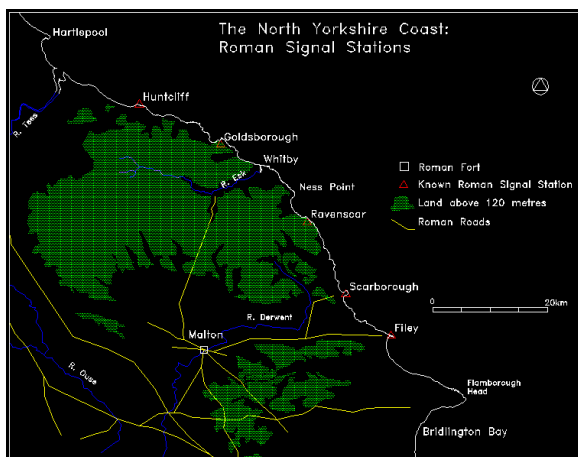 The North Yorkshire Coast:
Roman Signal Stations
Hartlepool
Huntcliff
R. Tees
Goldsborough
Whitby
R. Esk
Ness Point
Ravenscar
Roman Fort
Known Roman Signal Station
Land above 120 metres
Roman Roads
Scarborough
0
20km
R. Derwent
Malton
Filey
R. Ouse
Flamborough
Head
Bridlington Bay